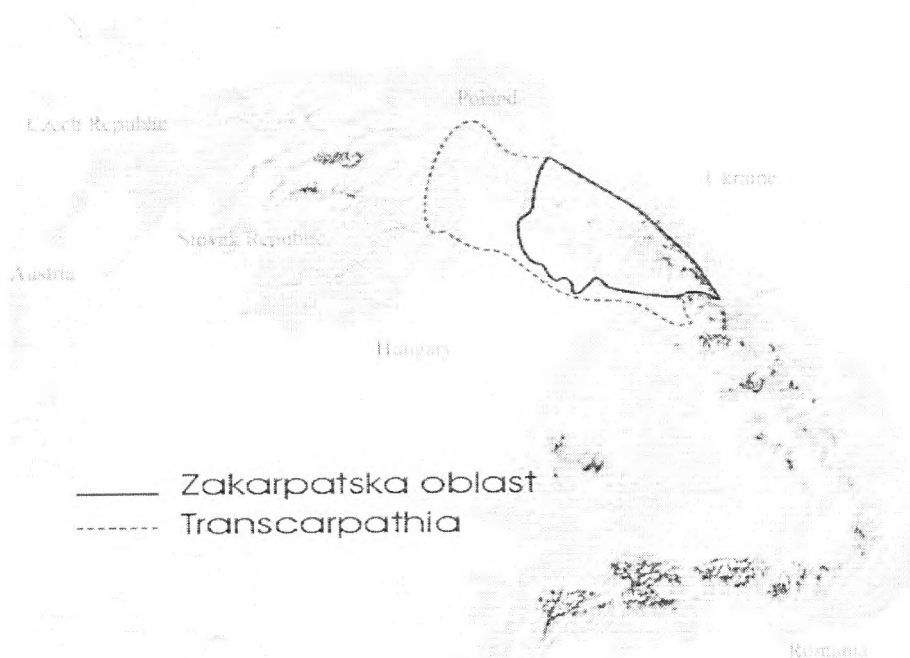 Poland
Czech Republic
Ukraine
Slovak Republic
Austria
Hungary
Zakarpatska oblast
Transcarpathia
Romania